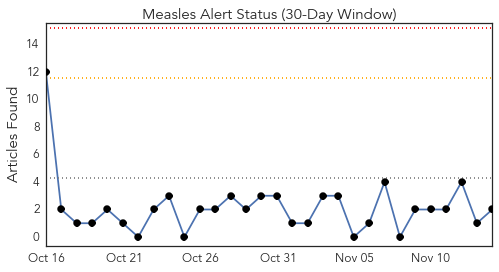 Measles Alert Status (30-Day Window)
Articles Found
14
12
10
8
6
4
2
0
Oct 16 Oct 21 Oct 26 Oct 31 Nov 05 Nov 10